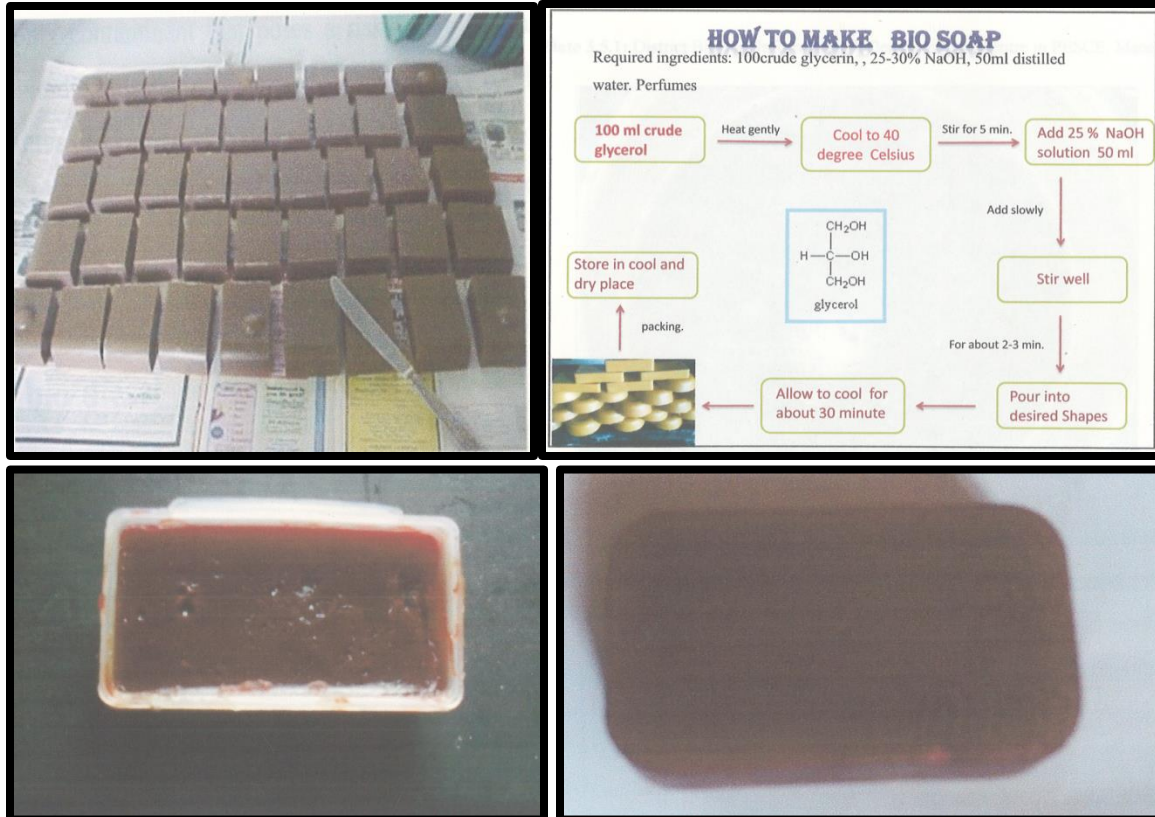 HOW TO MAKE BIO SOAP
Required ingredients: 100crude glycerin, , 25-30% NaOH, 50ml distilled
water. Perfumes
100 ml crude
glycerol
Heat gently
Cool to 40
degree Celsius
Stir for 5 min.
Add 25 % NaOH
solution 50 ml
Add slowly
Stir well
For about 2-3 min.
Pour into
desired Shapes
Allow to cool for
about 30 minute
packing.
Store in cool and
dry place
CH₂OH
H—C—OH
CH₂OH
glycerol